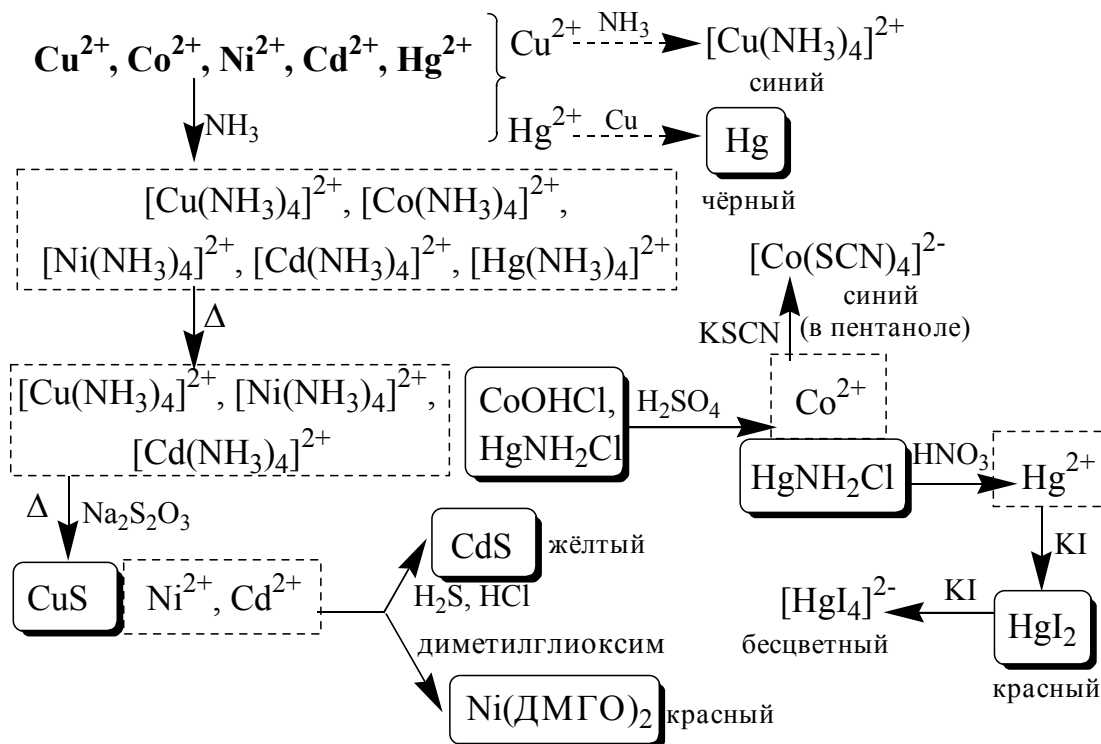 Cu²⁺, Co²⁺, Ni²⁺, Cd²⁺, Hg²⁺
Cu²⁺ NH₃ [Cu(NH₃)₄]²⁺
синий
Hg²⁺ Cu Hg
чёрный
NH₃
[Cu(NH₃)₄]²⁺, [Co(NH₃)₄]²⁺,
[Ni(NH₃)₄]²⁺, [Cd(NH₃)₄]²⁺, [Hg(NH₃)₄]²⁺
Δ
[Cu(NH₃)₄]²⁺, [Ni(NH₃)₄]²⁺,
[Cd(NH₃)₄]²⁺
CoOHCl,
HgNH₂Cl
H₂SO₄
Co²⁺
HgNH₂Cl
KSCN
[Co(SCN)₄]²⁻
синий
(в пентаноле)
HNO₃
Hg²⁺
KI
HgI₂
красный
KI
[HgI₄]²⁻
бесцветный
Δ Na₂S₂O₃
CuS
Ni²⁺, Cd²⁺
H₂S, HCl
CdS жёлтый
диметилглиоксим
Ni(ДМГО)₂ красный